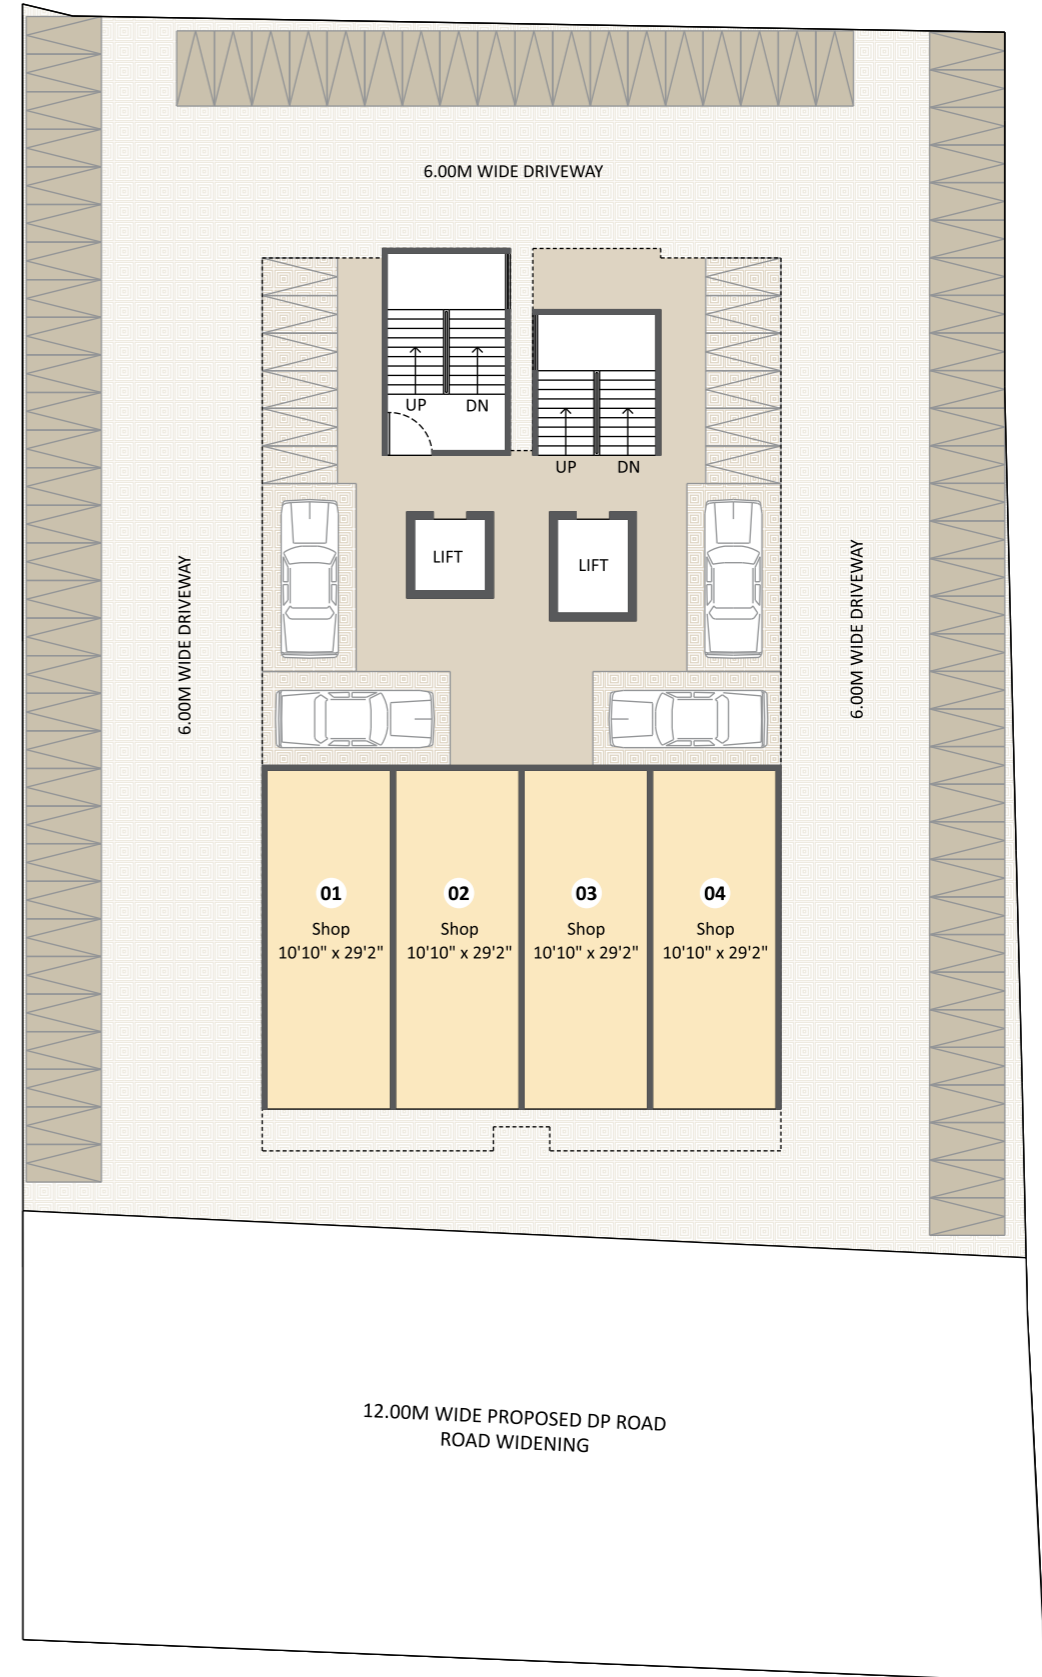 6.00M WIDE DRIVEWAY
UP DN
UP DN
LIFT
LIFT
6.00M WIDE DRIVEWAY
6.00M WIDE DRIVEWAY
01
Shop
10'10" x 29'2"
02
Shop
10'10" x 29'2"
03
Shop
10'10" x 29'2"
04
Shop
10'10" x 29'2"
12.00M WIDE PROPOSED DP ROAD
ROAD WIDENING